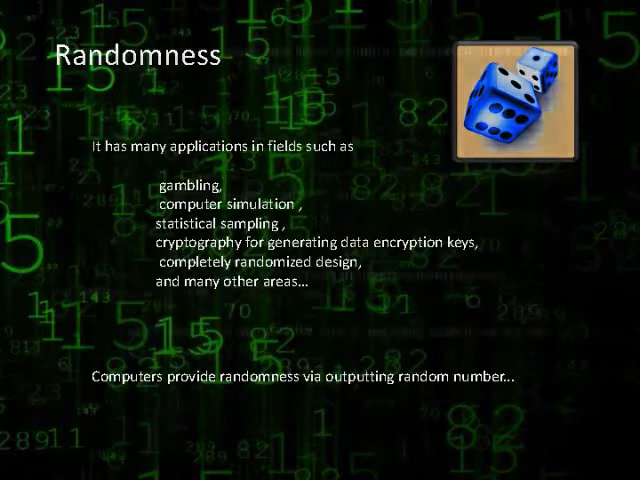 Randomness
It has many applications in fields such as
gambling,
computer simulation ,
statistical sampling ,
cryptography for generating data encryption keys,
completely randomized design,
and many other areas...
Computers provide randomness via outputting random number...